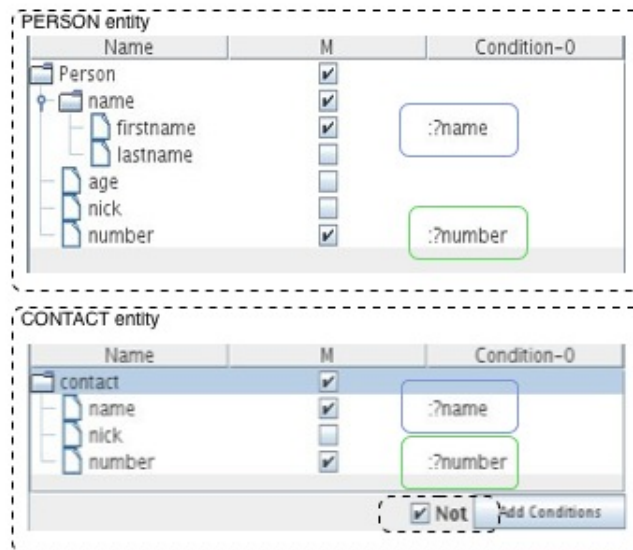 PERSON entity
Name M Condition-0
Person
name
firstname :?name
lastname
age
nick
number :?number
CONTACT entity
Name M Condition-0
contact
name :?name
nick
number :?number
Not Add Conditions